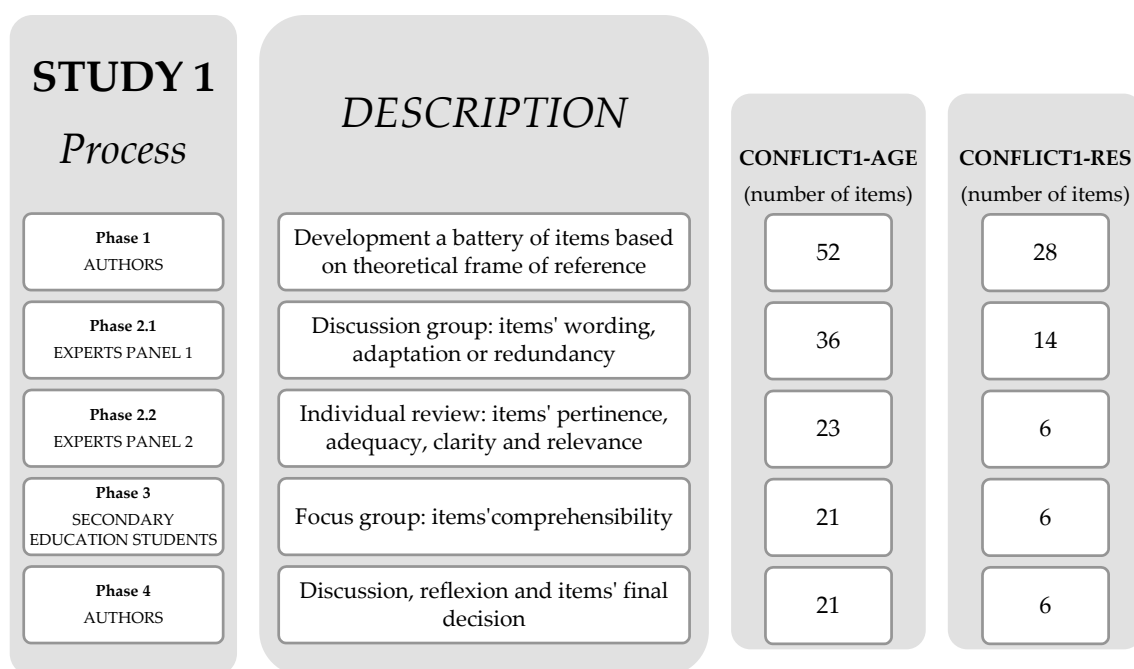 STUDY 1
Process
DESCRIPTION
CONFLICT1-AGE
(number of items)
CONFLICT1-RES
(number of items)
Phase 1
AUTHORS
Development a battery of items based
on theoretical frame of reference
52
28
Phase 2.1
EXPERTS PANEL 1
Discussion group: items' wording,
adaptation or redundancy
36
14
Phase 2.2
EXPERTS PANEL 2
Individual review: items' pertinence,
adequacy, clarity and relevance
23
6
Phase 3
SECONDARY
EDUCATION STUDENTS
Focus group: items'comprehensibility
21
6
Phase 4
AUTHORS
Discussion, reflexion and items' final
decision
21
6